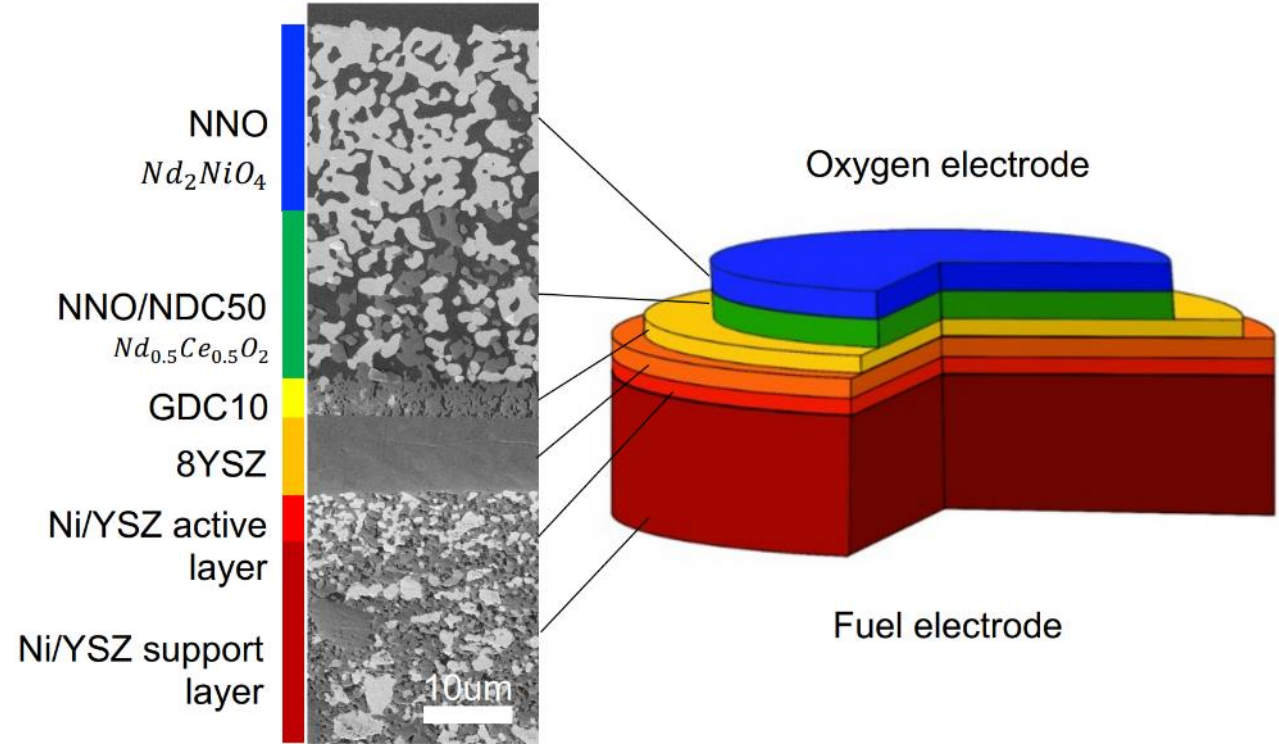 NNO
Nd₂NiO₄
NNO/NDC50
Nd₀.₅Ce₀.₅O₂
GDC10
8YSZ
Ni/YSZ active
layer
Ni/YSZ support
layer
10um
Oxygen electrode
Fuel electrode